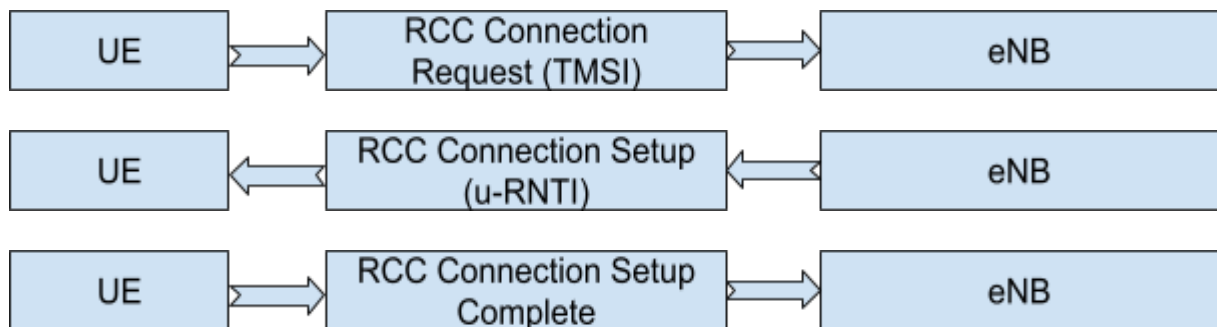 UE
RCC Connection
Request (TMSI)
eNB
UE
RCC Connection Setup
(u-RNTI)
eNB
UE
RCC Connection Setup
Complete
eNB